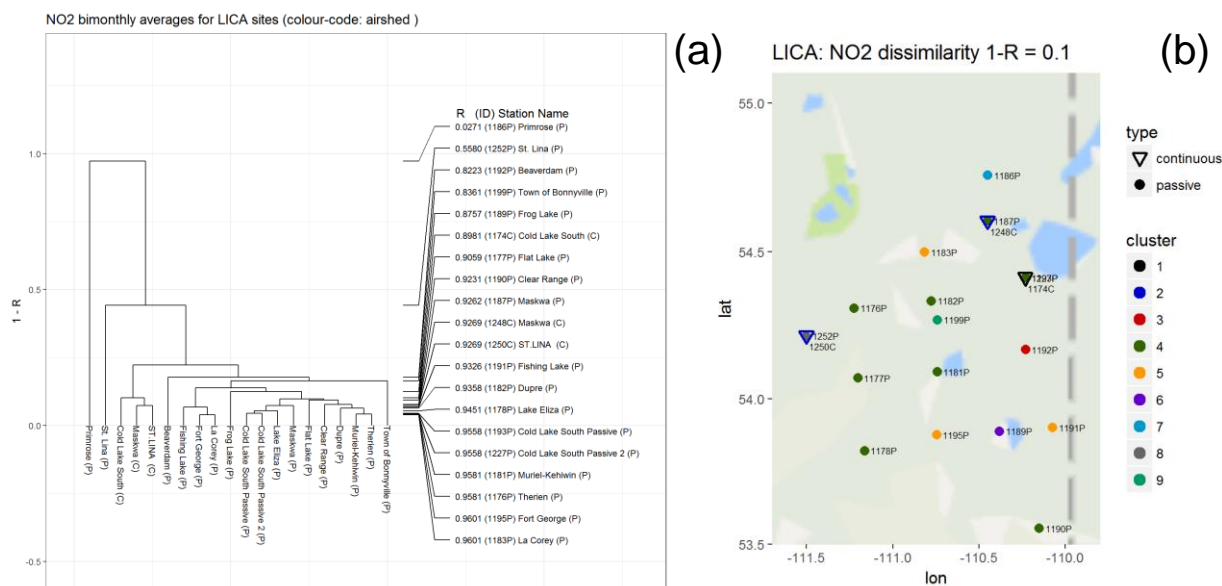 NO2 bimonthly averages for LICA sites (colour-code: airshed )
(a)
R (ID) Station Name
0.0271 (1186P) Primrose (P)
0.5580 (1252P) St. Lina (P)
0.8223 (1192P) Beaverdam (P)
0.8361 (1199P) Town of Bonnyville (P)
0.8757 (1189P) Frog Lake (P)
0.8981 (1174C) Cold Lake South (C)
0.9059 (1177P) Flat Lake (P)
0.9231 (1190P) Clear Range (P)
0.9262 (1187P) Maskwa (P)
0.9269 (1248C) Maskwa (C)
0.9269 (1250C) ST.LINA (C)
0.9326 (1191P) Fishing Lake (P)
0.9358 (1182P) Dupre (P)
0.9451 (1178P) Lake Eliza (P)
0.9558 (1193P) Cold Lake South Passive (P)
0.9558 (1227P) Cold Lake South Passive 2 (P)
0.9581 (1181P) Muriel-Kehiwin (P)
0.9581 (1176P) Therien (P)
0.9601 (1195P) Fort George (P)
0.9601 (1183P) La Corey (P)
1.0
0.5
0.0
-0.5
1 - R
Primrose (P)
St. Lina (P)
Cold Lake South (C)
Maskwa (C)
ST.LINA (C)
Beaverdam (P)
Fishing Lake (P)
Fort George (P)
La Corey (P)
Frog Lake (P)
Cold Lake South Passive (P)
Cold Lake South Passive 2 (P)
Lake Eliza (P)
Maskwa (P)
Flat Lake (P)
Clear Range (P)
Dupre (P)
Muriel-Kehiwin (P)
Therien (P)
Town of Bonnyville (P)
LICA: NO2 dissimilarity 1-R = 0.1
(b)
55.0
54.5
54.0
53.5
lat
1186P
1187P
1248C
1183P
1174C
1176P
1182P
1199P
1252P
1250C
1192P
1177P
1181P
1195P
1189P
1191P
1178P
1190P
-111.5
-111.0
-110.5
-110.0
lon
type
continuous
passive
cluster
1
2
3
4
5
6
7
8
9